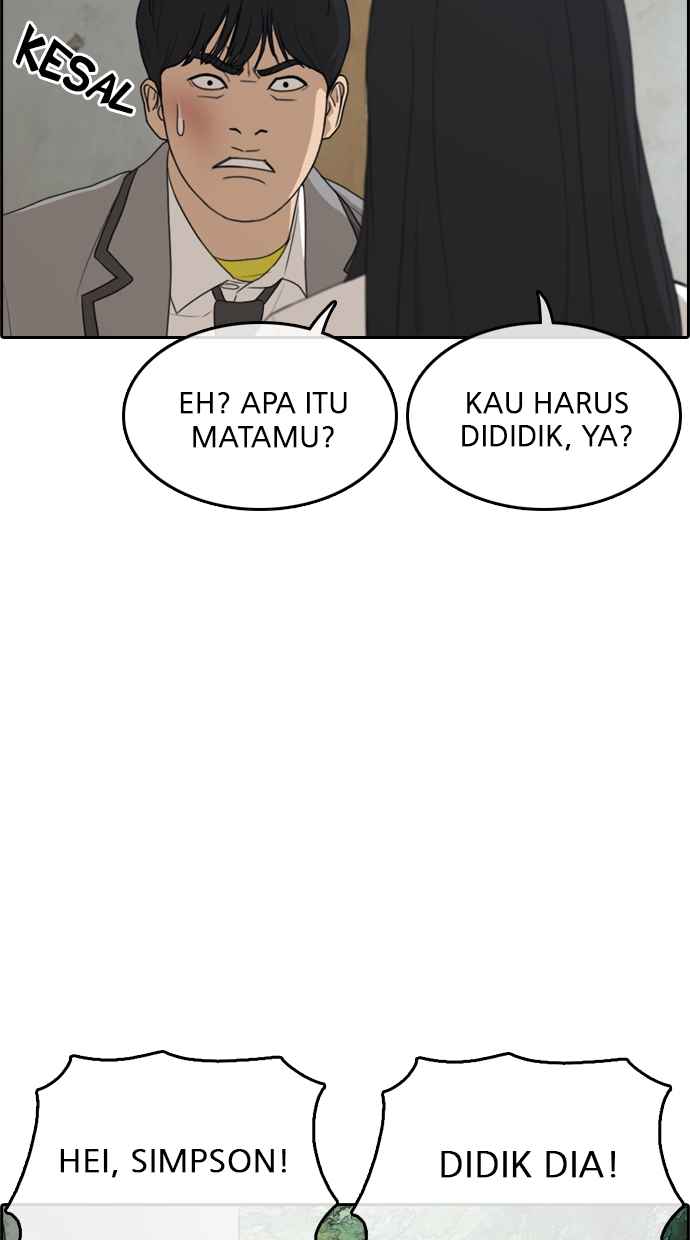 KESAL
EH? APA ITU
MATAMU?
KAU HARUS
DIDIDIK, YA?
HEI, SIMPSON!
DIDIK DIA!